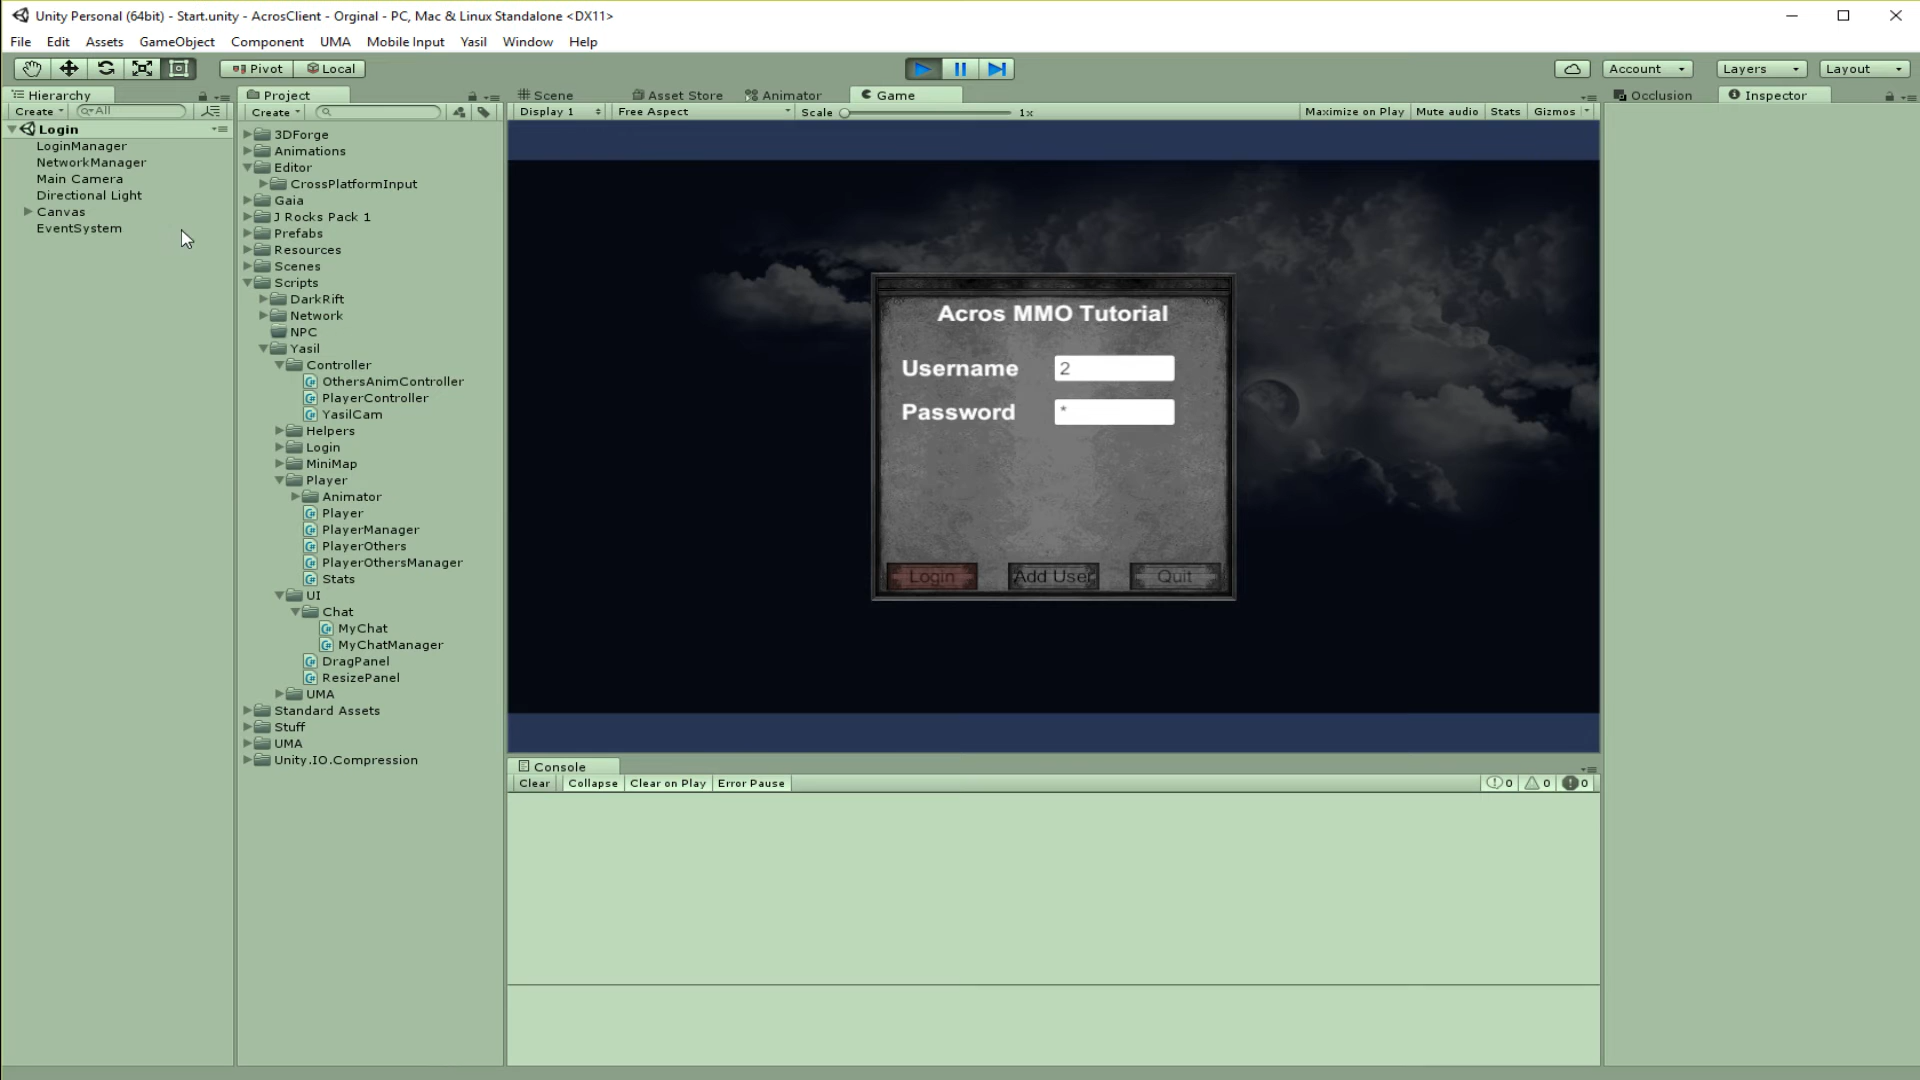 Unity Personal (64bit) - Start.unity - AcrosClient - Orginal - PC, Mac & Linux Standalone <DX11>
File Edit Assets GameObject Component UMA Mobile Input Yasil Window Help
Pivot Local Account Layers Layout
Hierarchy Project Scene Asset Store Animator Game Occlusion Inspector
Create All Create Display 1 Free Aspect Scale 1x Maximize on Play Mute audio Stats Gizmos
Login
LoginManager
NetworkManager
Main Camera
Directional Light
Canvas
EventSystem
3DForge
Animations
Editor
CrossPlatformInput
Gaia
J Rocks Pack 1
Prefabs
Resources
Scenes
Scripts
DarkRift
Network
NPC
Yasil
Controller
OthersAnimController
PlayerController
YasilCam
Helpers
Login
MiniMap
Player
Animator
Player
PlayerManager
PlayerOthers
PlayerOthersManager
Stats
UI
Chat
MyChat
MyChatManager
DragPanel
ResizePanel
UMA
Standard Assets
Stuff
UMA
Unity.IO.Compression
Acros MMO Tutorial
Username 2
Password *
Login Add User Quit
Console
Clear Collapse Clear on Play Error Pause 0 0 0